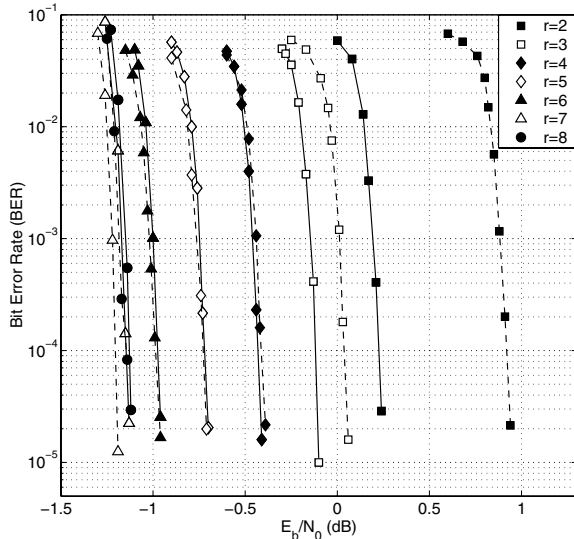 10⁻¹
10⁻²
10⁻³
10⁻⁴
10⁻⁵
Bit Error Rate (BER)
-1.5
-1
-0.5
0
0.5
1
E_b/N_0 (dB)
r=2
r=3
r=4
r=5
r=6
r=7
r=8